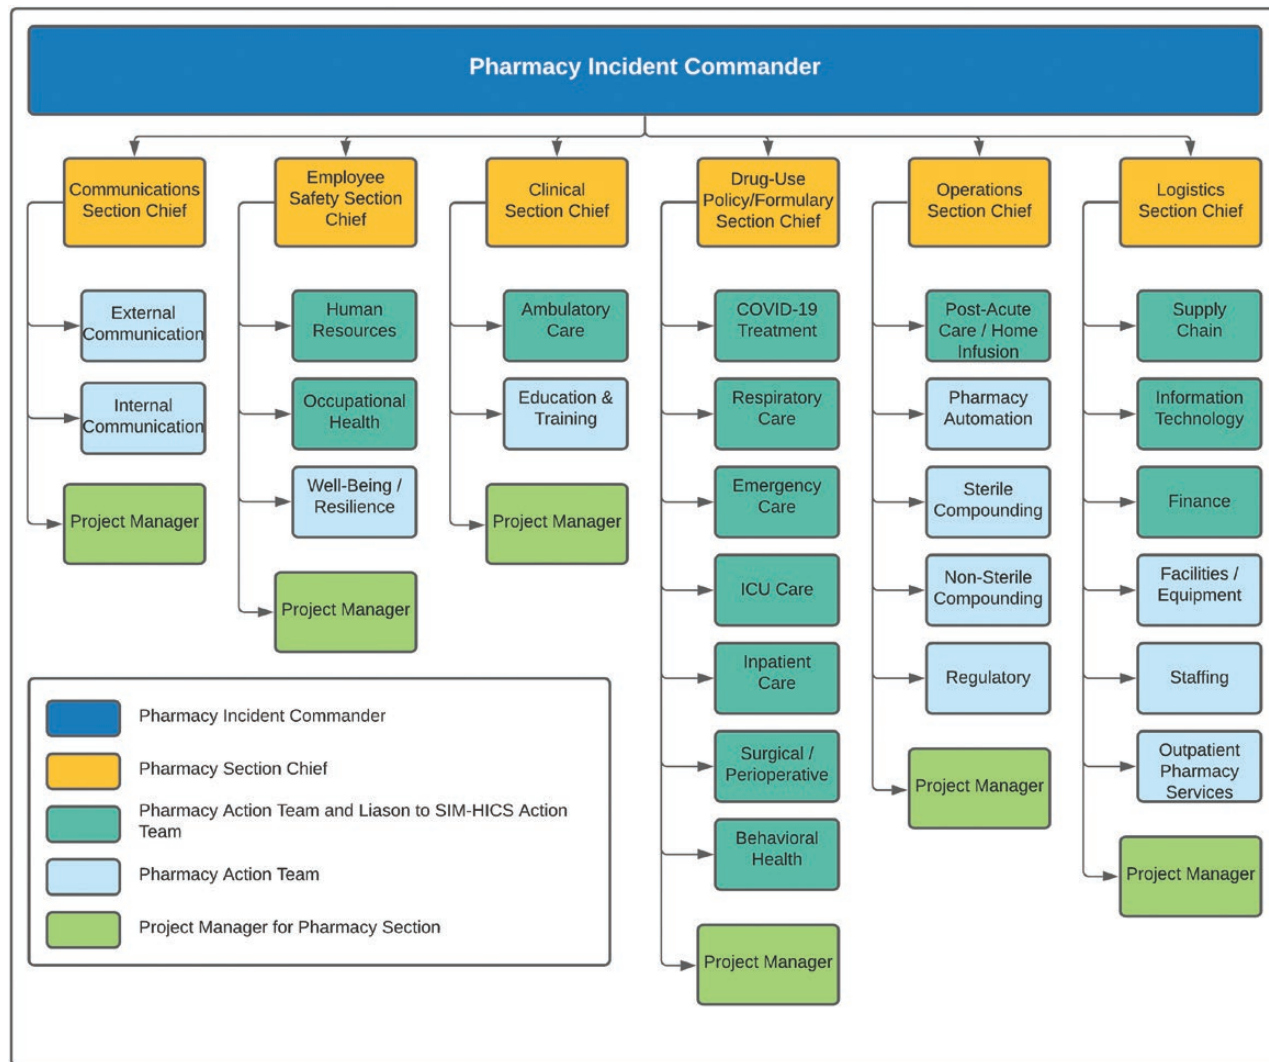 Pharmacy Incident Commander
Communications
Section Chief
Employee
Safety Section
Chief
Clinical
Section Chief
Drug-Use
Policy/Formulary
Section Chief
Operations
Section Chief
Logistics
Section Chief
External
Communication
Internal
Communication
Project Manager
Human
Resources
Occupational
Health
Well-Being /
Resilience
Project Manager
Ambulatory
Care
Education &
Training
Project Manager
COVID-19
Treatment
Respiratory
Care
Emergency
Care
ICU Care
Inpatient
Care
Surgical /
Perioperative
Behavioral
Health
Project Manager
Post-Acute
Care / Home
Infusion
Pharmacy
Automation
Sterile
Compounding
Non-Sterile
Compounding
Regulatory
Project Manager
Supply
Chain
Information
Technology
Finance
Facilities /
Equipment
Staffing
Outpatient
Pharmacy
Services
Project Manager
Pharmacy Incident Commander
Pharmacy Section Chief
Pharmacy Action Team and Liason to SIM-HICS Action
Team
Pharmacy Action Team
Project Manager for Pharmacy Section